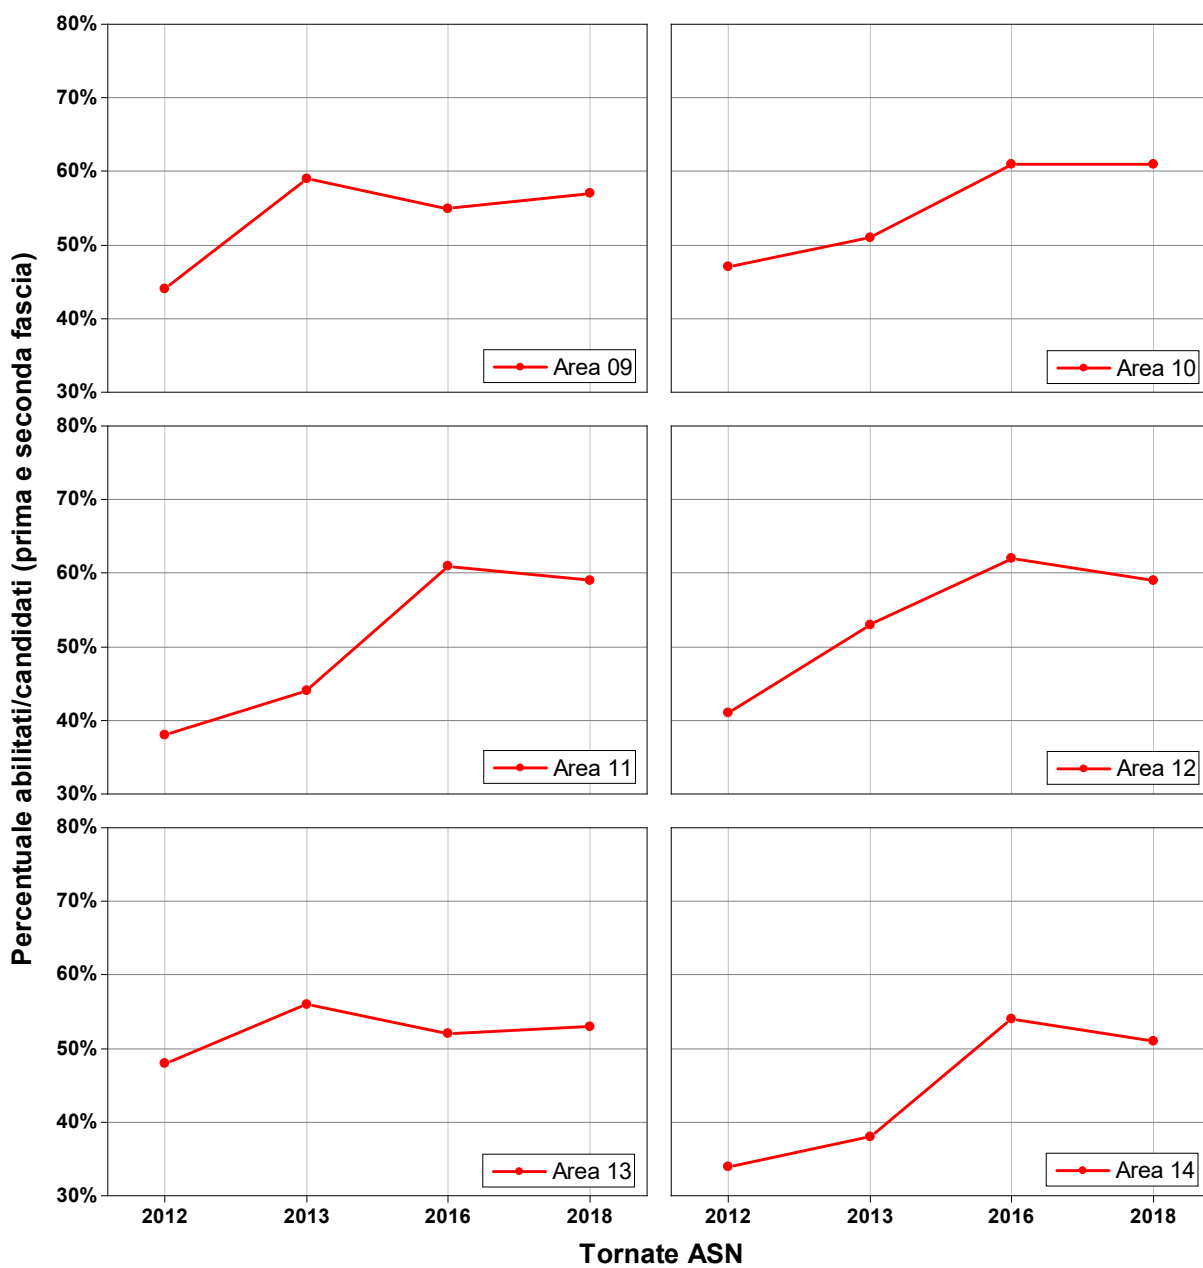 Percentuale abilitati/candidati (prima e seconda fascia)
80%
70%
60%
50%
40%
30%
Area 09
Area 10
80%
70%
60%
50%
40%
30%
Area 11
Area 12
80%
70%
60%
50%
40%
30%
Area 13
Area 14
2012 2013 2016 2018 2012 2013 2016 2018
Tornate ASN